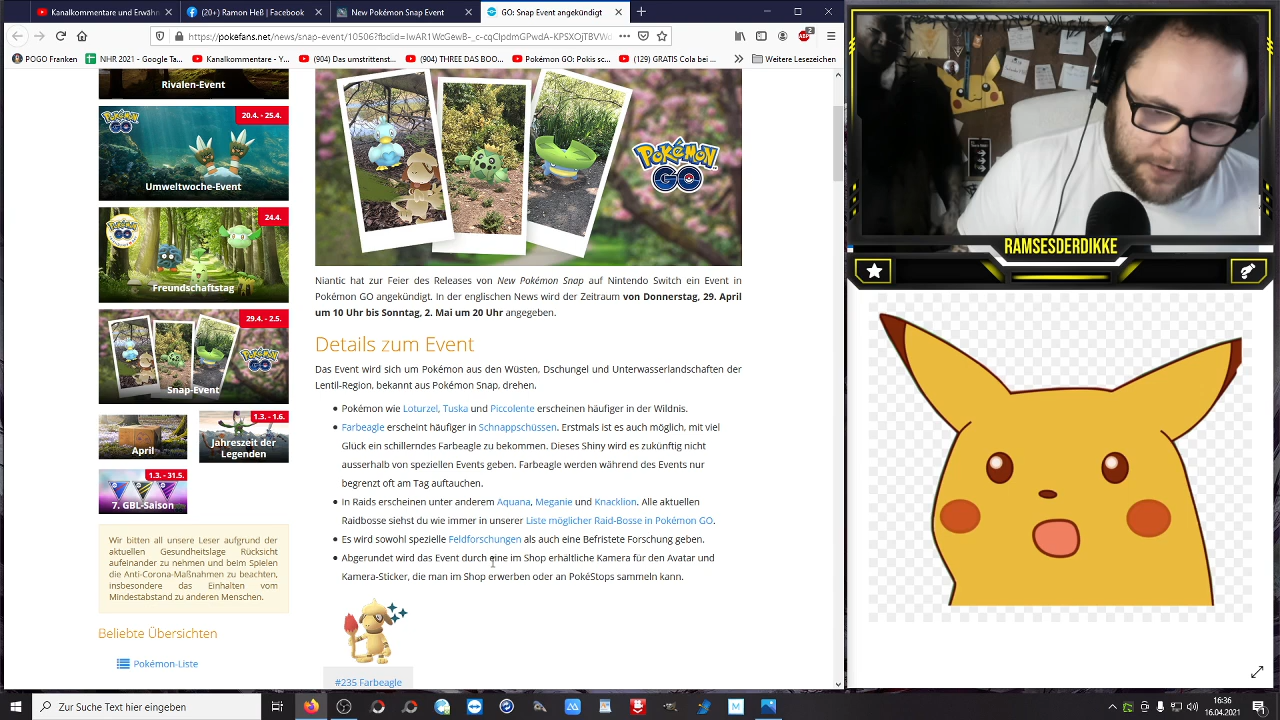 Kanalkommentare und Erwähn
(20+) Ramon Heß | Facebook
New Pokémon Snap Event
GO: Snap Event angekündigt
https://pokefans.net/news/snap-event/10506?fbclid=IwAR1WoGewB-_c-cqClpdmGPwdA-KPSXOjTBVWd
POGO Franken
NHR 2021 - Google Ta...
Kanalkommentare - Y...
(904) Das umstrittenst...
(904) THREE DAS BOO...
Pokémon GO: Pokis sc...
(129) GRATIS Cola bei ...
Weitere Lesezeichen
Rivalen-Event
20.4. - 25.4.
Pokémon GO
Umweltwoche-Event
24.4.
Freundschaftstag
29.4. - 2.5.
Pokémon GO
Snap-Event
April
1.3. - 1.6.
Jahreszeit der
Legenden
1.3. - 31.5.
7. GBL-Saison
Wir bitten all unsere Leser aufgrund der
aktuellen Gesundheitslage Rücksicht
aufeinander zu nehmen und beim Spielen
die Anti-Corona-Maßnahmen zu beachten,
insbesondere das Einhalten vom
Mindestabstand zu anderen Menschen.
Beliebte Übersichten
Pokémon-Liste
POKÉMON GO
Niantic hat zur Feier des Releases von New Pokémon Snap auf Nintendo Switch ein Event in
Pokémon GO angekündigt. In der englischen News wird der Zeitraum von Donnerstag, 29. April
um 10 Uhr bis Sonntag, 2. Mai um 20 Uhr angegeben.
Details zum Event
Das Event wird sich um Pokémon aus den Wüsten, Dschungel und Unterwasserlandschaften der
Lentil-Region, bekannt aus Pokémon Snap, drehen.
Pokémon wie Loturzel, Tuska und Piccolente erscheinen häufiger in der Wildnis.
Farbeagle erscheint häufiger in Schnappschüssen. Erstmals ist es auch möglich, mit viel
Glück ein schillerndes Farbeagle zu bekommen. Dieses Shiny wird es zukünftig nicht
ausserhalb von speziellen Events geben. Farbeagle werden während des Events nur
begrenzt oft am Tag auftauchen.
In Raids erscheinen unter anderem Aquana, Meganie und Knacklion. Alle aktuellen
Raidbosse siehst du wie immer in unserer Liste möglicher Raid-Bosse in Pokémon GO.
Es wird sowohl spezielle Feldforschungen als auch eine Befristete Forschung geben.
Abgerundet wird das Event durch eine im Shop erhältliche Kamera für den Avatar und
Kamera-Sticker, die man im Shop erwerben oder an PokéStops sammeln kann.
#235 Farbeagle
RAMSESDERDIKKE
Zur Suche Text hier eingeben
16:36
16.04.2021